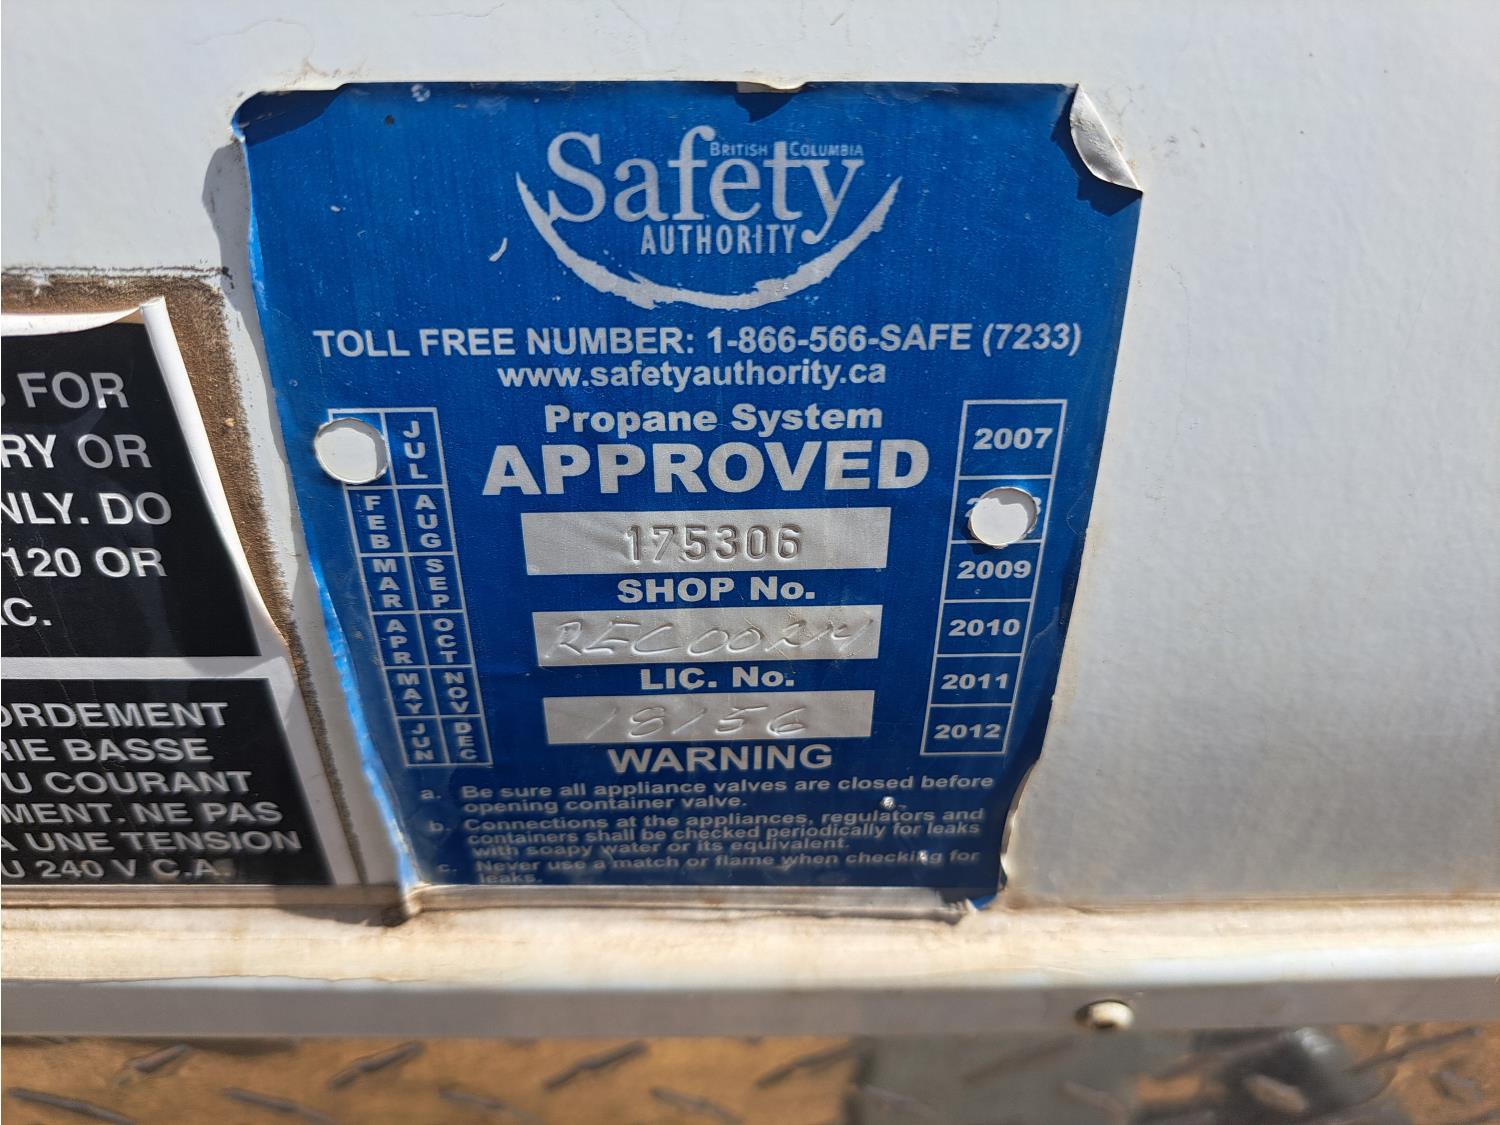 BRITISH COLUMBIA
Safety
AUTHORITY
TOLL FREE NUMBER: 1-866-566-SAFE (7233)
www.safetyauthority.ca
Propane System
APPROVED
175306
SHOP No.
LIC. No.
18156
WARNING
a. Be sure all appliance valves are closed before
opening container valve.
b. Connections at the appliances, regulators and
containers shall be checked periodically for leaks
with soapy water or its equivalent.
c. Never use a match or flame when checking for
leaks.
JUL
FEB AUG
MAR SEP
APR OCT
MAY NOV
JUN DEC
2007
2009
2010
2011
2012
FOR
RY OR
NLY. DO
120 OR
C.
ORDEMENT
RIE BASSE
U COURANT
MENT. NE PAS
A UNE TENSION
U 240 V C.A.